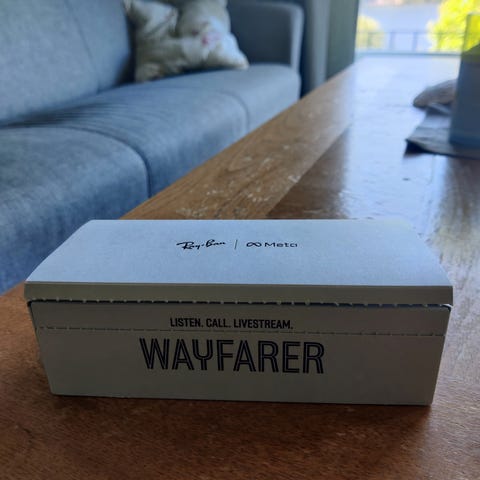 Ray-Ban | Meta
LISTEN. CALL. LIVESTREAM.
WAYFARER